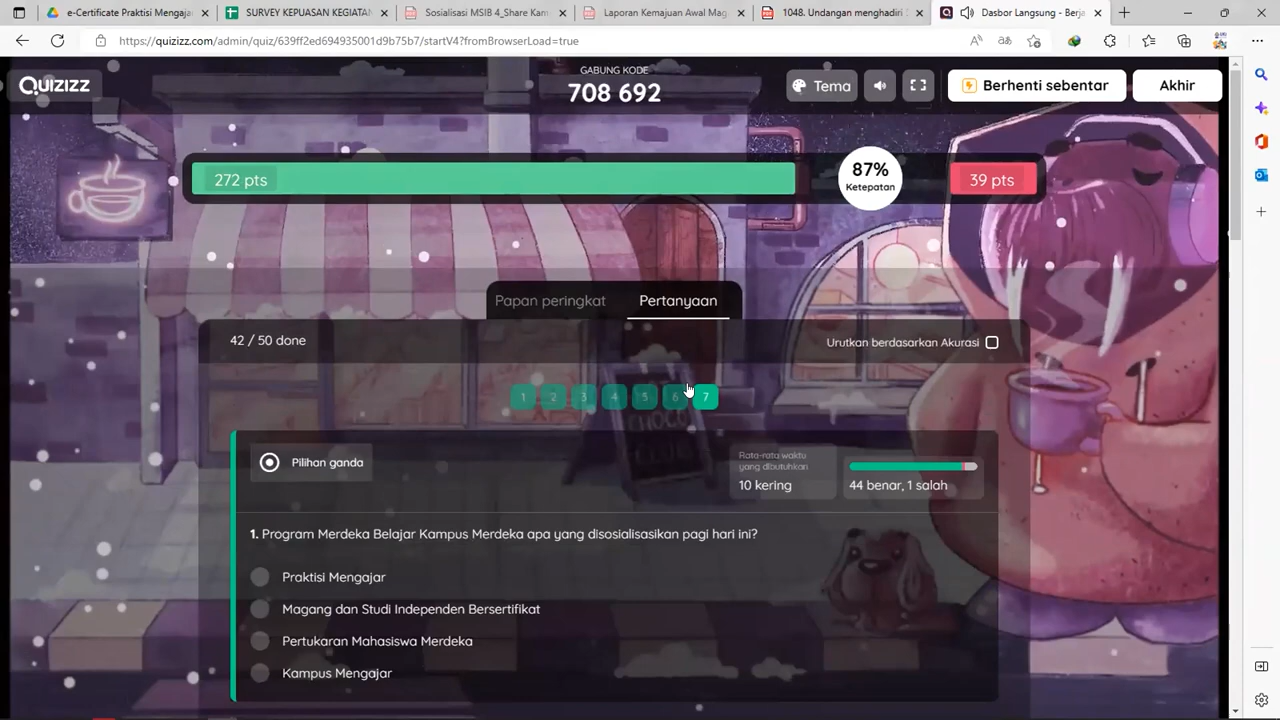 e-Certificate Praktisi Mengaja
SURVEY KEPUASAN KEGIATAN
Sosialisasi MSIB 4_Share Kam
Laporan Kemajuan Awal Mag
1048. Undangan menghadiri S
Dasbor Langsung - Berja
https://quizizz.com/admin/quiz/639ff2ed694935001d9b75b7/startV4?fromBrowserLoad=true
QUIZIZZ
GABUNG KODE
708 692
Tema
Berhenti sebentar
Akhir
272 pts
87%
Ketepatan
39 pts
Papan peringkat
Pertanyaan
42 / 50 done
Urutkan berdasarkan Akurasi
1 2 3 4 5 6 7
CHOCO
CLUB
Pilihan ganda
Rata-rata waktu
yang dibutuhkan
10 kering
44 benar, 1 salah
1. Program Merdeka Belajar Kampus Merdeka apa yang disosialisasikan pagi hari ini?
Praktisi Mengajar
Magang dan Studi Independen Bersertifikat
Pertukaran Mahasiswa Merdeka
Kampus Mengajar